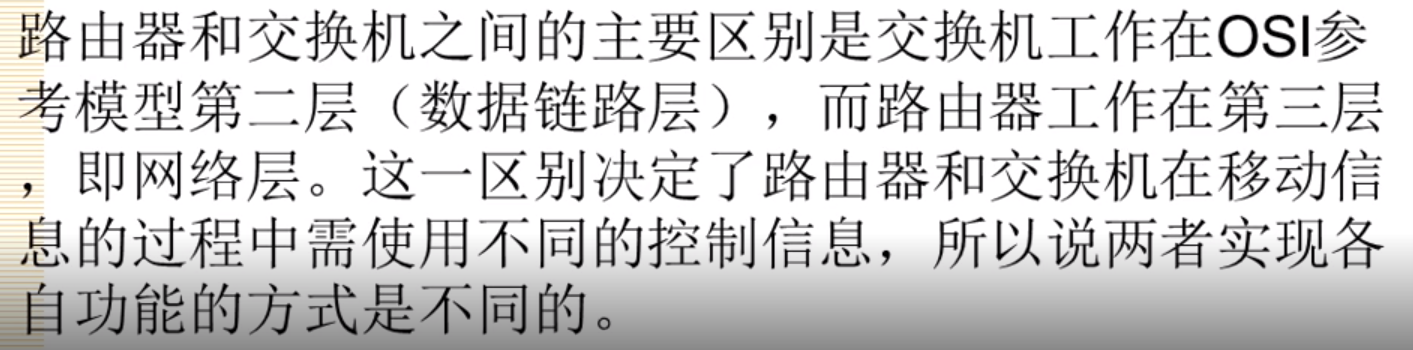 路由器和交换机之间的主要区别是交换机工作在OSI参
考模型第二层（数据链路层），而路由器工作在第三层
，即网络层。这一区别决定了路由器和交换机在移动信
息的过程中需使用不同的控制信息，所以说两者实现各
自功能的方式是不同的。